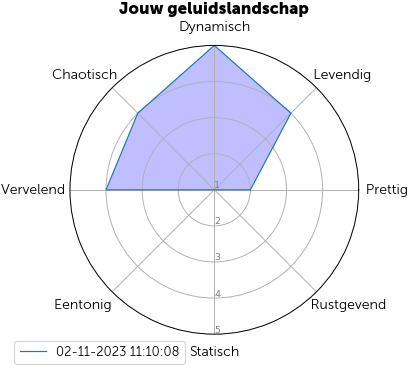 Jouw geluidslandschap
Dynamisch
Chaotisch
Levendig
Vervelend
1
Prettig
2
3
4
Eentonig
Rustgevend
5
02-11-2023 11:10:08
Statisch